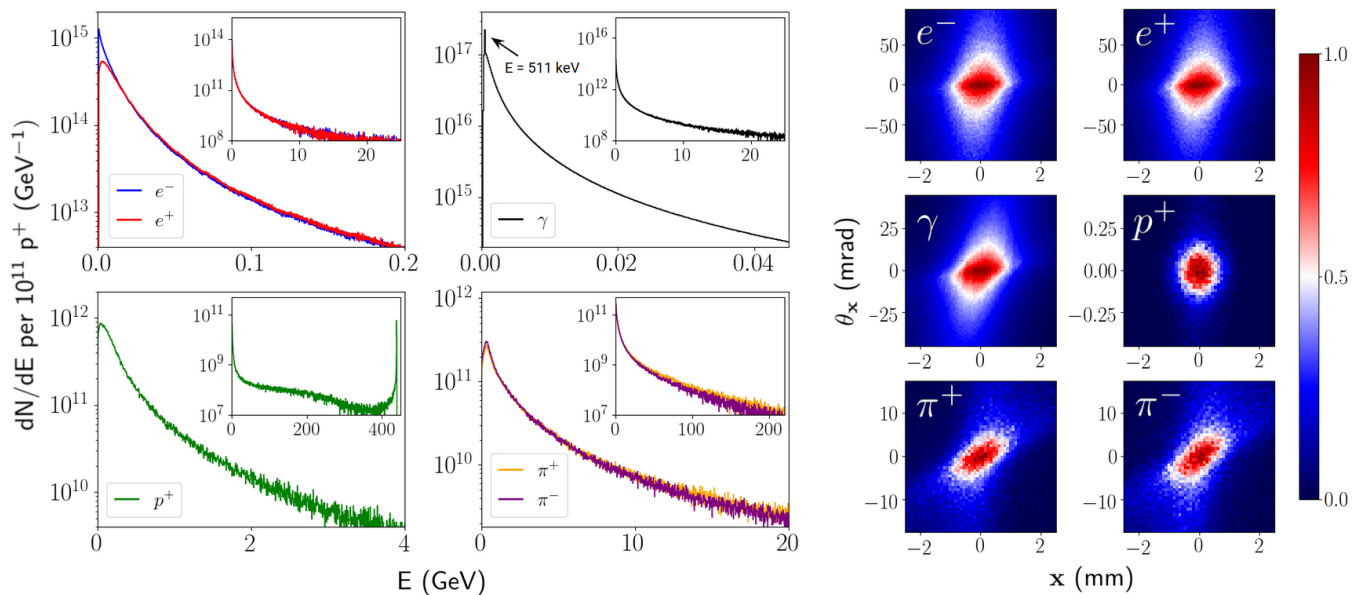 dN/dE per 10¹¹ p⁺ (GeV⁻¹)
10¹⁵
10¹⁴
10¹³
0.0 0.1 0.2
10¹⁴
10¹¹
10⁸
0 10 20
e⁻
e⁺
10¹⁷
10¹⁶
10¹⁵
0.00 0.02 0.04
E = 511 keV
10¹⁶
10¹²
10⁸
0 10 20
γ
10¹²
10¹¹
10¹⁰
0 2 4
10¹¹
10⁹
10⁷
0 200 400
p⁺
10¹²
10¹¹
10¹⁰
0 10 20
10¹¹
10⁹
10⁷
0 100 200
π⁺
π⁻
E (GeV)
θₓ (mrad)
e⁻
50
0
−50
−2 0 2
e⁺
50
0
−50
−2 0 2
γ
25
0
−25
−2 0 2
p⁺
0.25
0.00
−0.25
−2 0 2
π⁺
10
0
−10
−2 0 2
π⁻
10
0
−10
−2 0 2
x (mm)
1.0
0.5
0.0